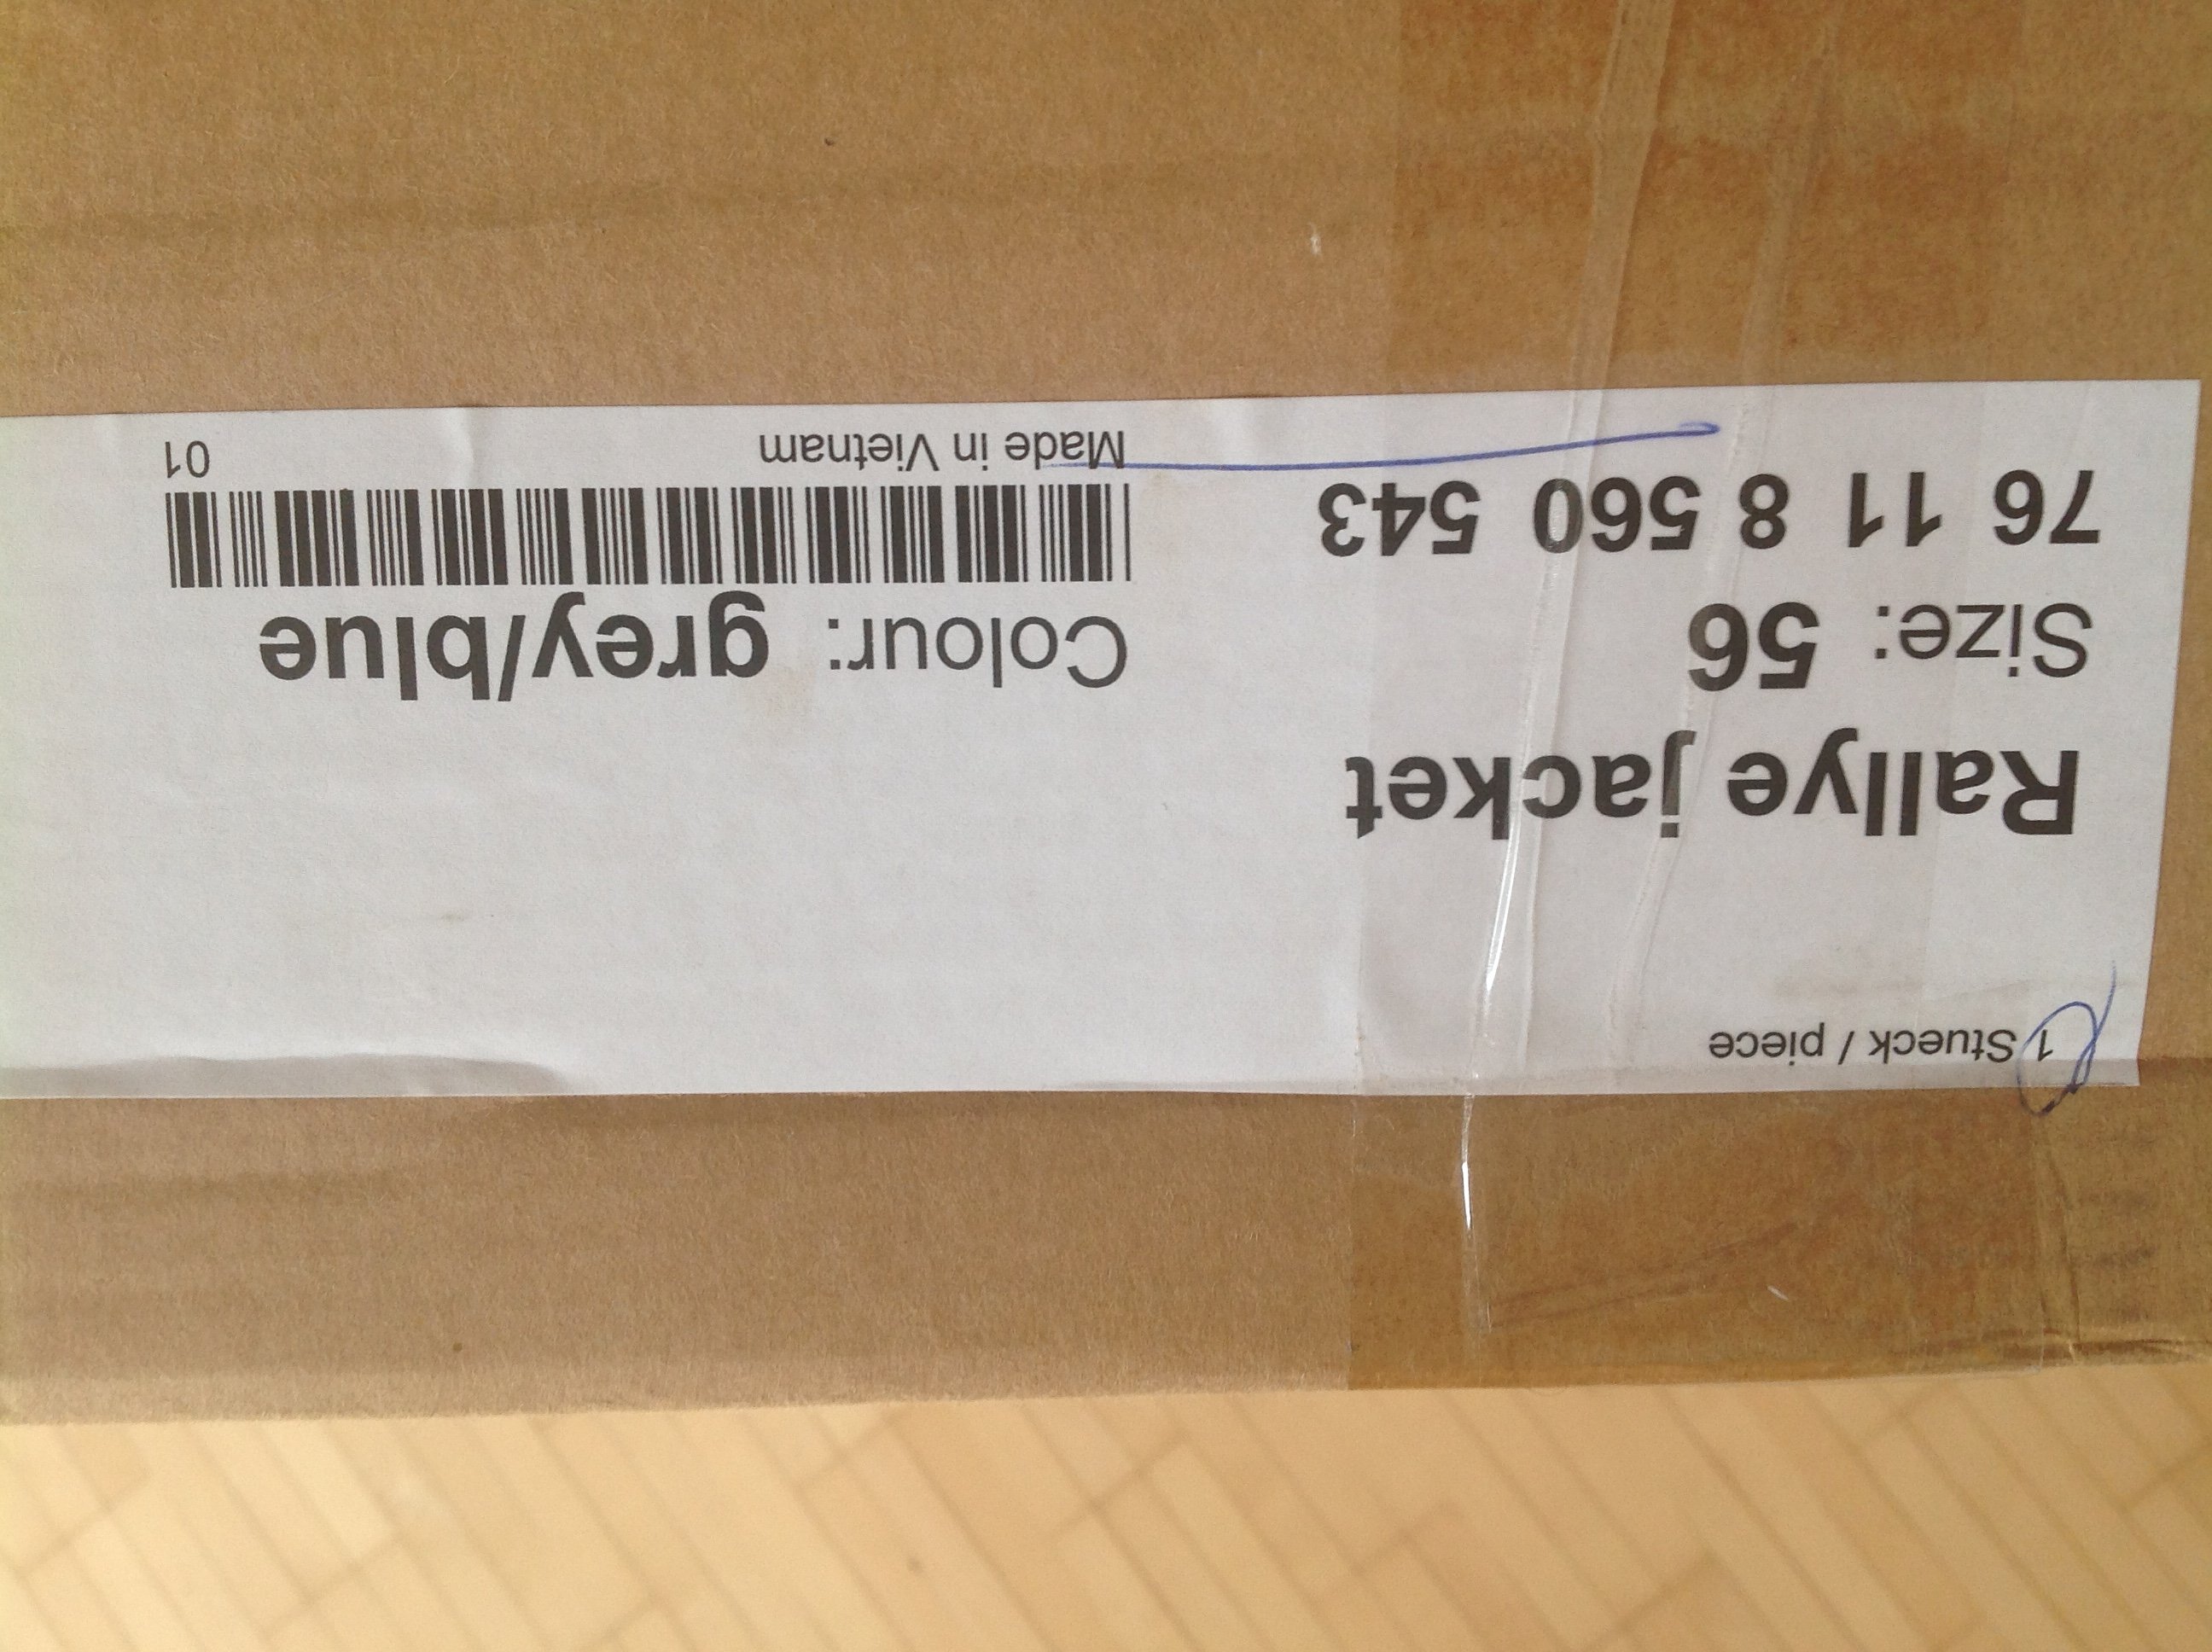 1 Stueck / piece
Rallye jacket
Size: 56 Colour: grey/blue
76 11 8 560 543
Made in Vietnam 01